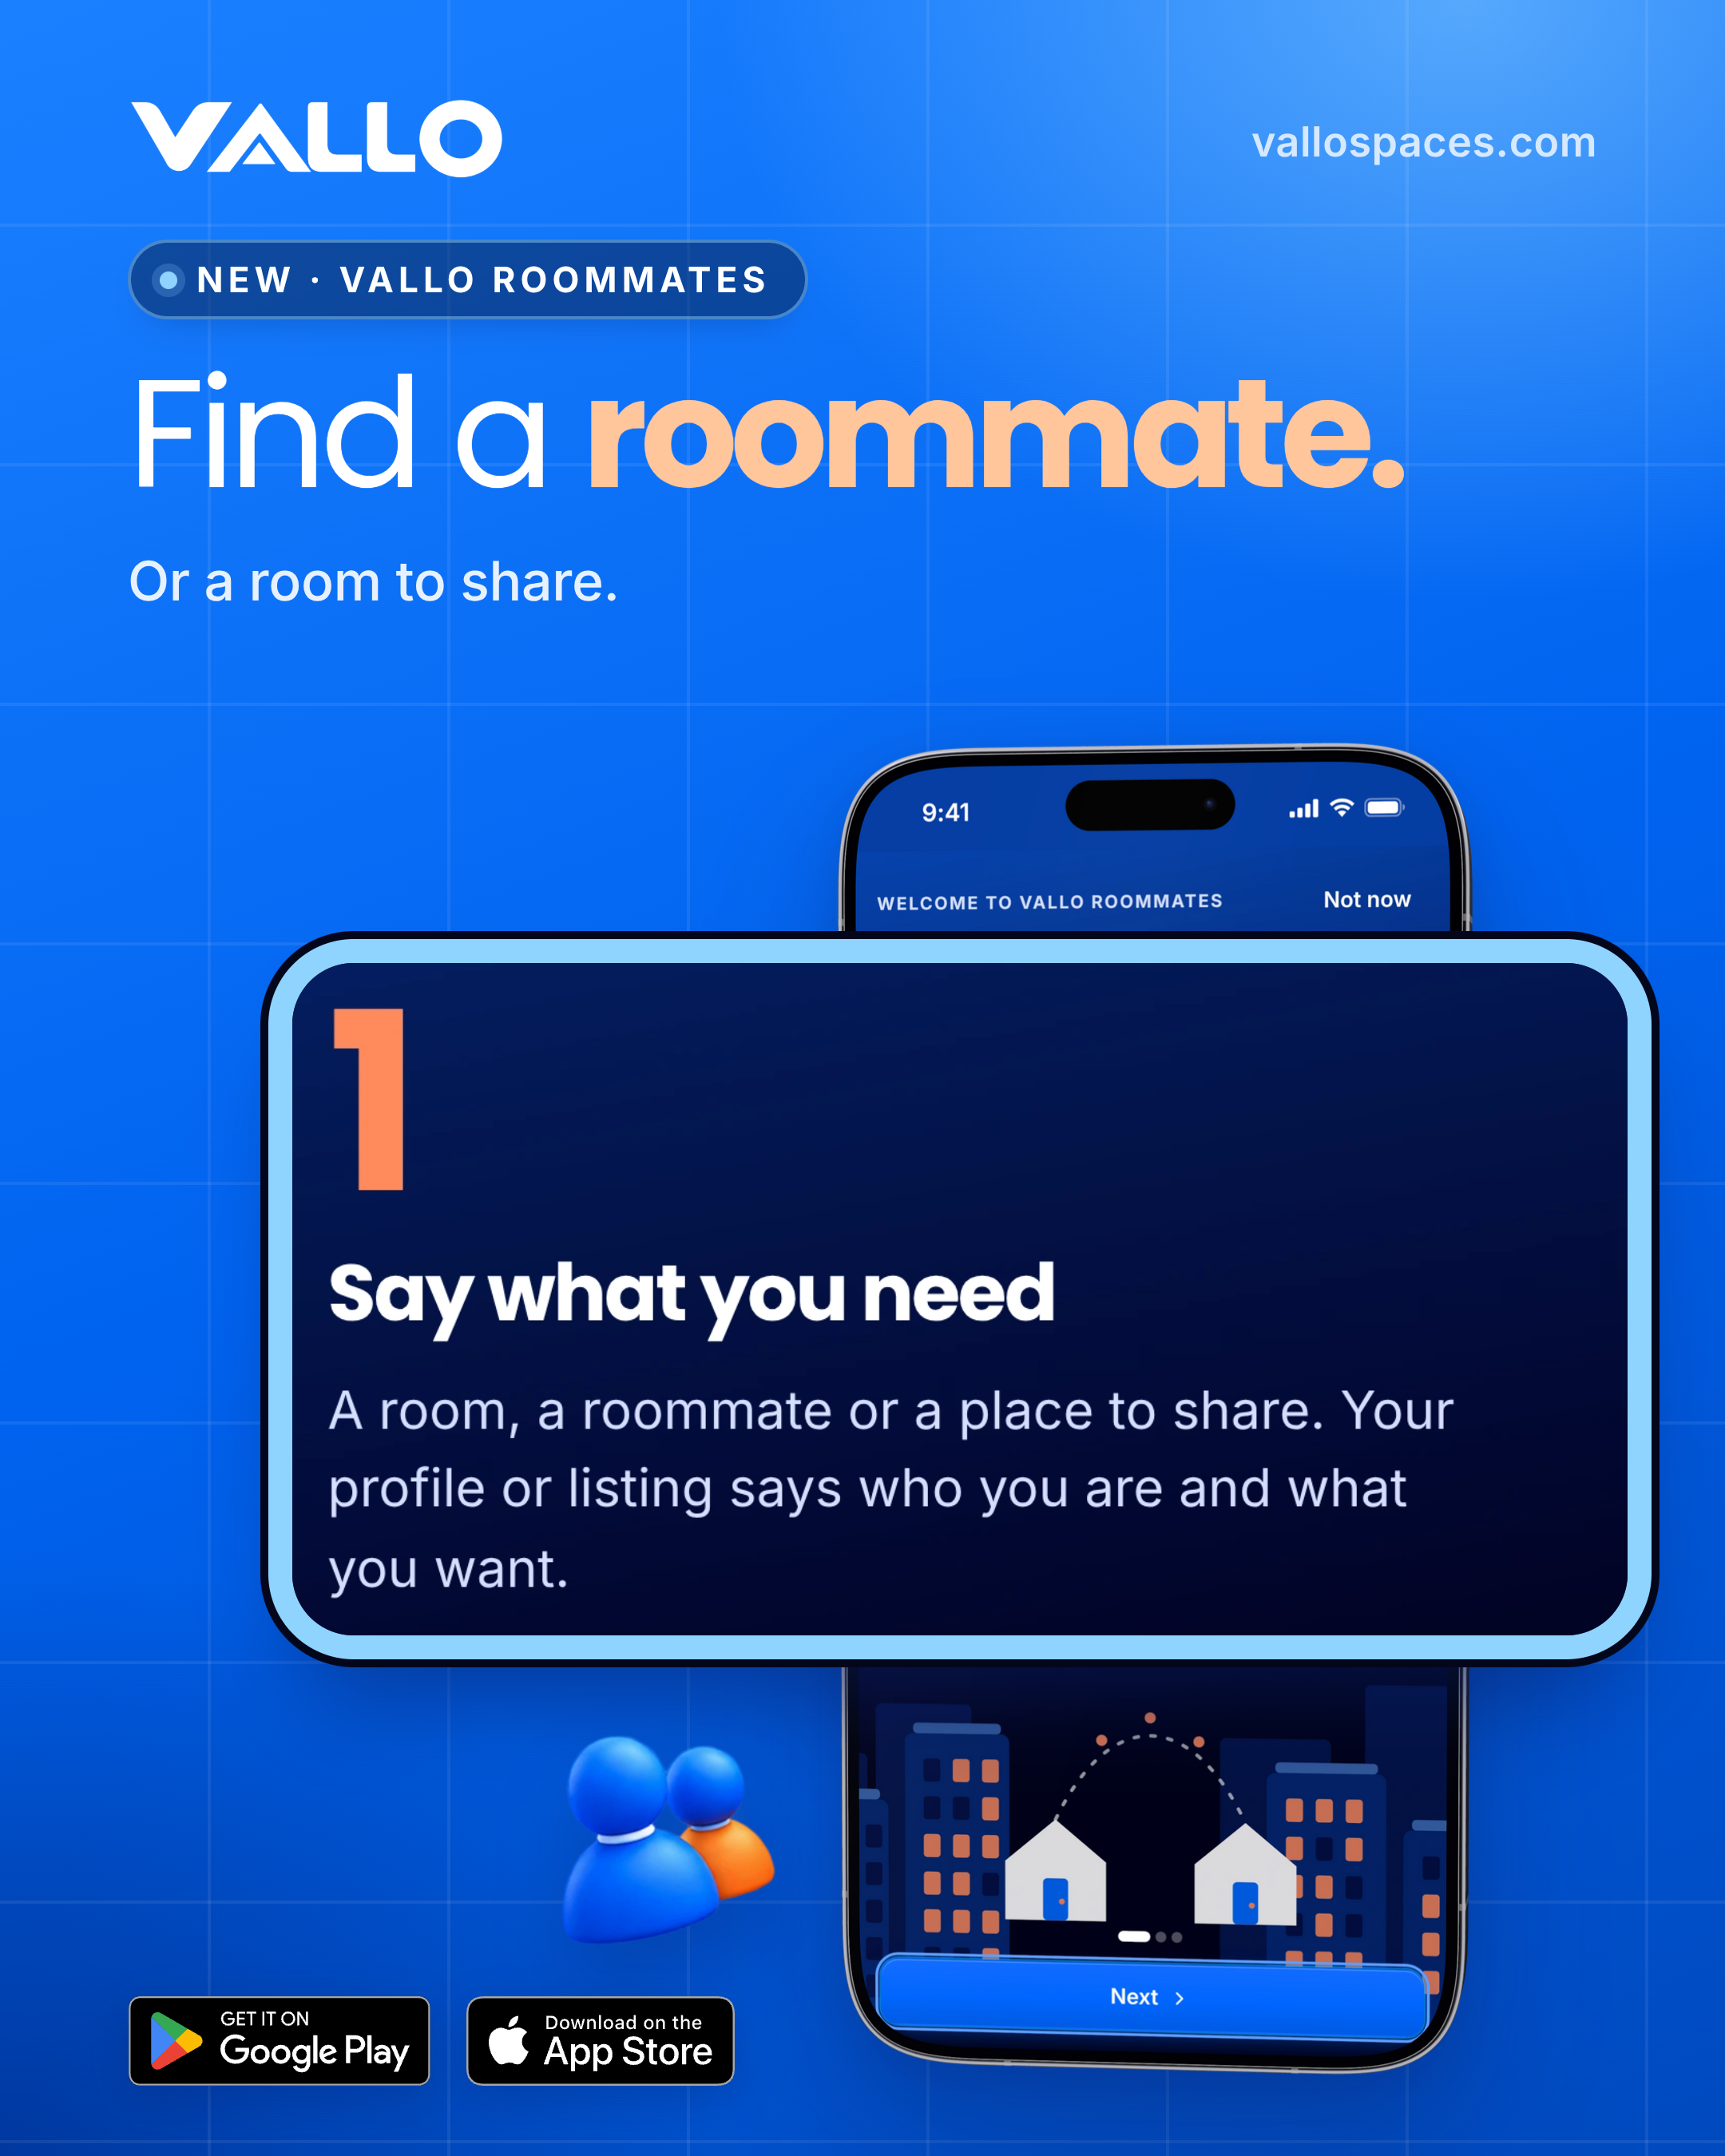 VALLO
vallospaces.com
NEW · VALLO ROOMMATES
Find a roommate.
Or a room to share.
9:41
WELCOME TO VALLO ROOMMATES
Not now
1
Say what you need
A room, a roommate or a place to share. Your
profile or listing says who you are and what
you want.
Next
GET IT ON
Google Play
Download on the
App Store